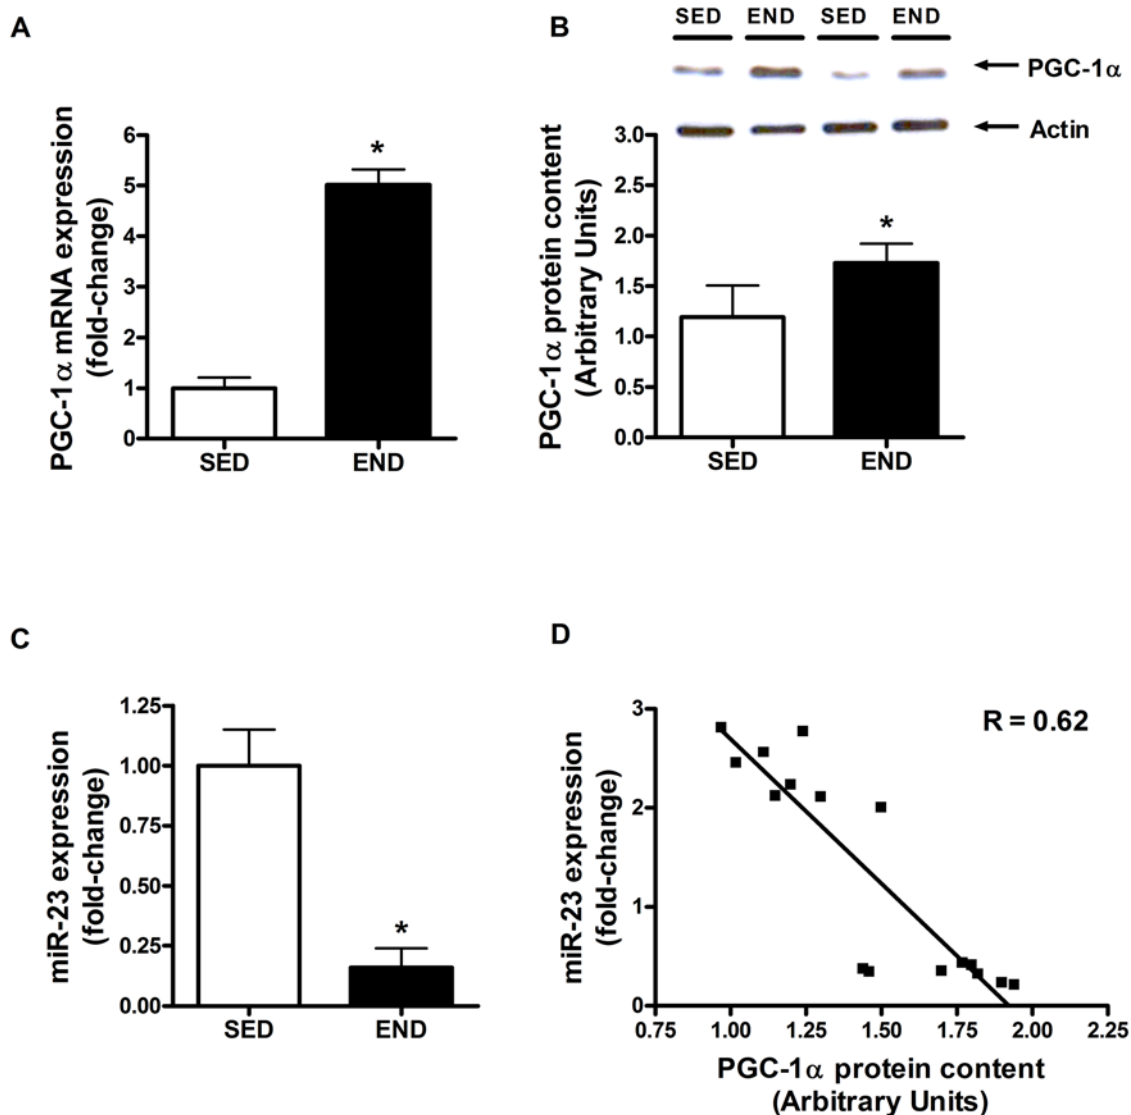 A
PGC-1α mRNA expression
(fold-change)
6
5
4
3
2
1
0
*
SED
END
B
SED END SED END
PGC-1α
Actin
PGC-1α protein content
(Arbitrary Units)
3.0
2.5
2.0
1.5
1.0
0.5
0.0
*
SED
END
C
miR-23 expression
(fold-change)
1.25
1.00
0.75
0.50
0.25
0.00
*
SED
END
D
miR-23 expression
(fold-change)
3
2
1
0
R = 0.62
0.75 1.00 1.25 1.50 1.75 2.00 2.25
PGC-1α protein content
(Arbitrary Units)